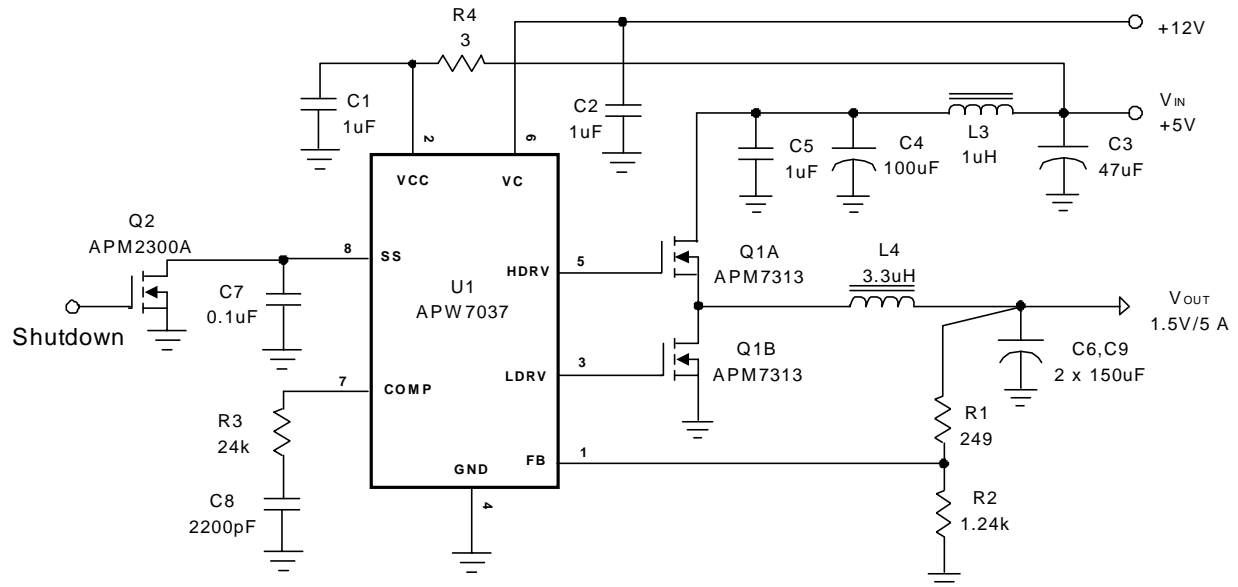 R4
3
+12V
C1
1uF
C2
1uF
VIN
+5V
L3
1uH
C5
1uF
C4
100uF
C3
47uF
2
6
VCC
VC
Q2
APM2300A
8
SS
C7
0.1uF
Shutdown
U1
APW7037
HDRV
5
Q1A
APM7313
L4
3.3uH
VOUT
1.5V/5 A
Q1B
APM7313
LDRV
3
C6,C9
2 x 150uF
7
COMP
R3
24k
R1
249
FB
1
GND
4
C8
2200pF
R2
1.24k